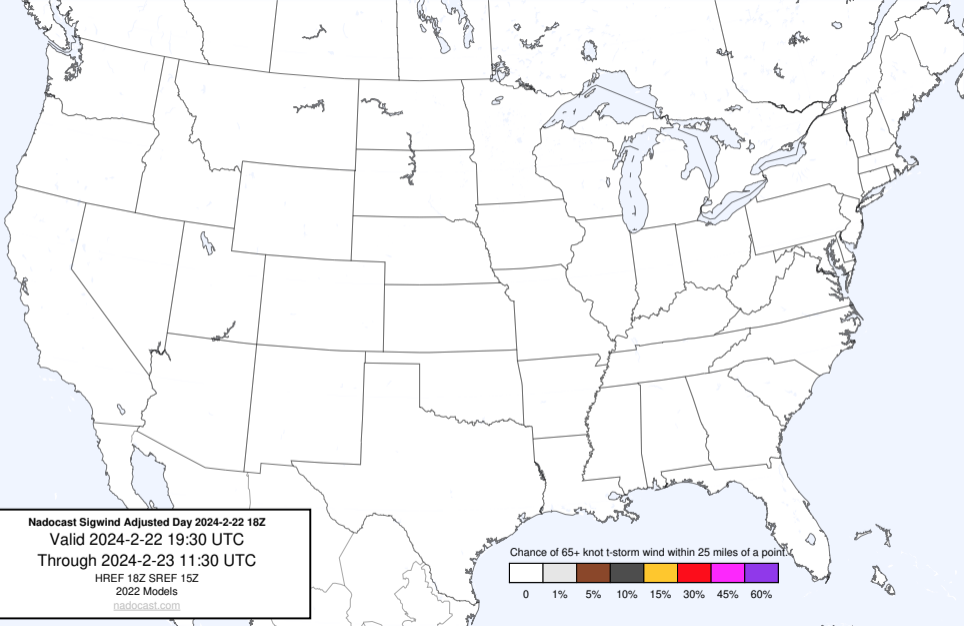 Nadocast Sigwind Adjusted Day 2024-2-22 18Z
Valid 2024-2-22 19:30 UTC
Through 2024-2-23 11:30 UTC
HREF 18Z SREF 15Z
2022 Models
nadocast.com
Chance of 65+ knot t-storm wind within 25 miles of a point.
0 1% 5% 10% 15% 30% 45% 60%